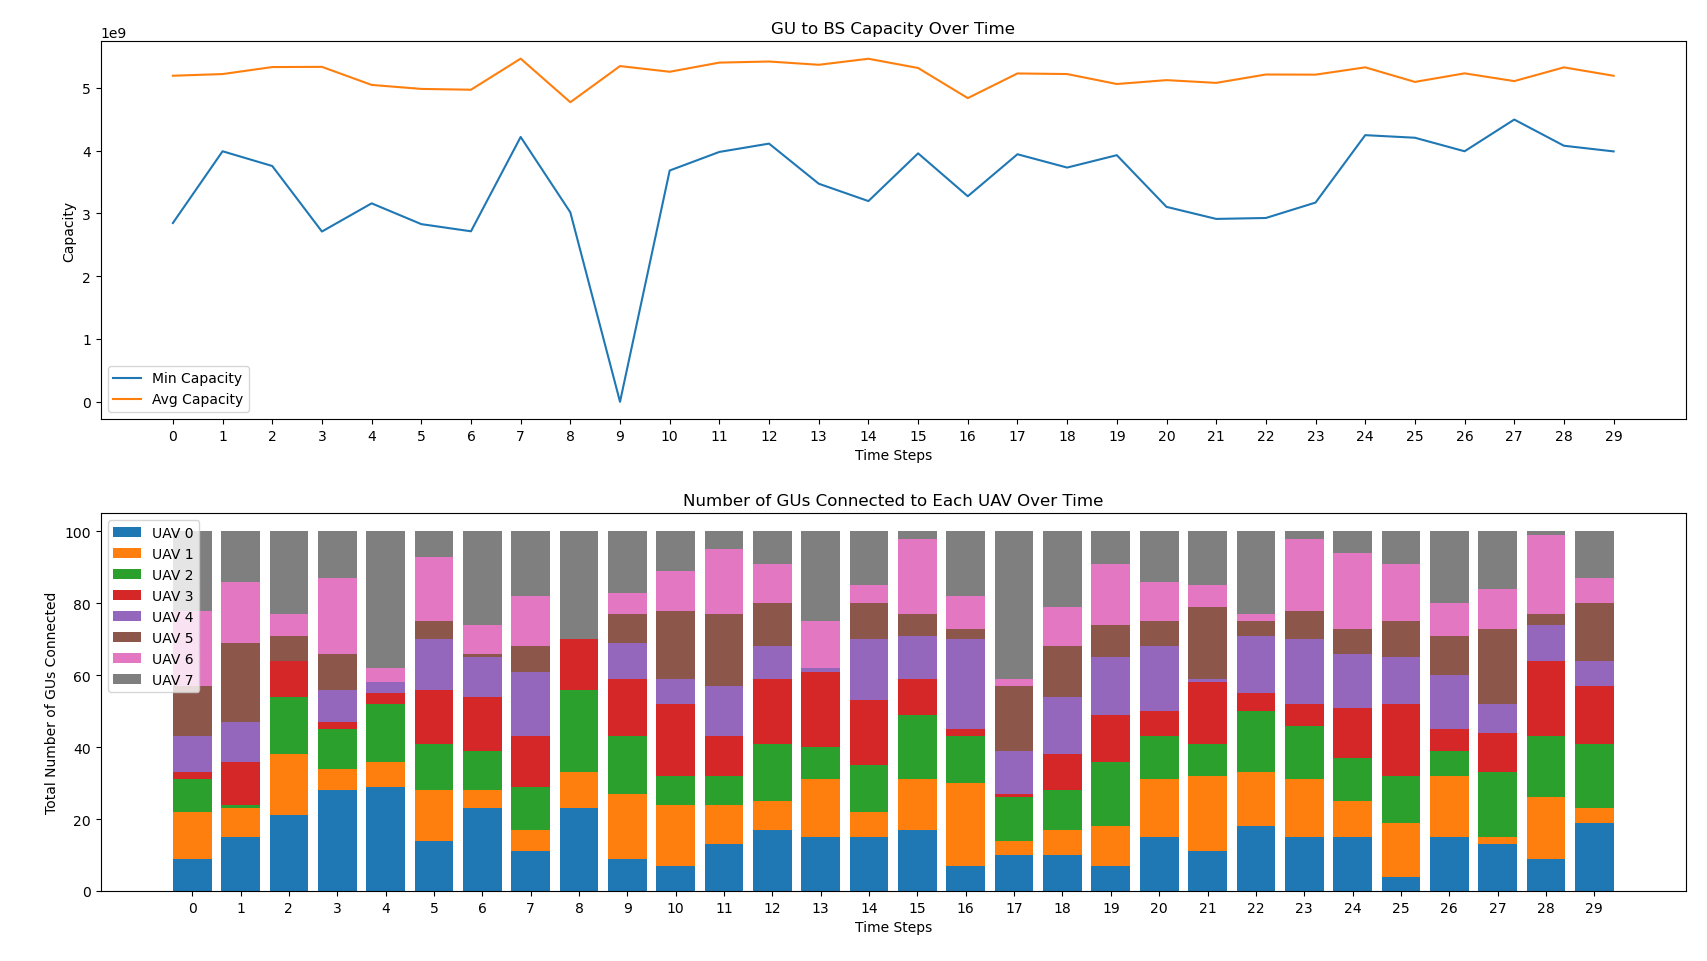 GU to BS Capacity Over Time
1e9
Capacity
5
4
3
2
1
0
Min Capacity
Avg Capacity
0 1 2 3 4 5 6 7 8 9 10 11 12 13 14 15 16 17 18 19 20 21 22 23 24 25 26 27 28 29
Time Steps
Number of GUs Connected to Each UAV Over Time
Total Number of GUs Connected
100
80
60
40
20
0
UAV 0
UAV 1
UAV 2
UAV 3
UAV 4
UAV 5
UAV 6
UAV 7
0 1 2 3 4 5 6 7 8 9 10 11 12 13 14 15 16 17 18 19 20 21 22 23 24 25 26 27 28 29
Time Steps